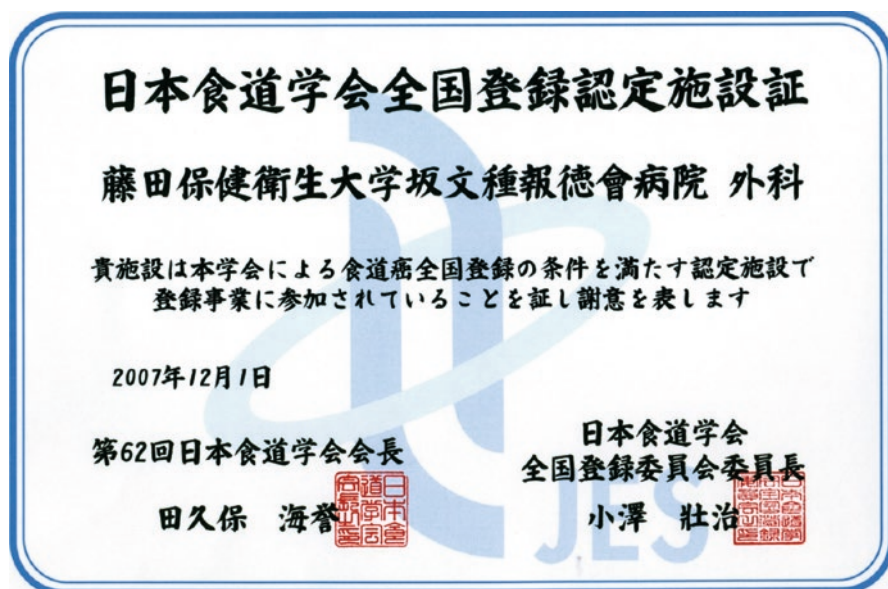 日本食道学会全国登録認定施設証
藤田保健衛生大学坂文種報徳會病院 外科
貴施設は本学会による食道癌全国登録の条件を満たす認定施設で
登録事業に参加されていることを証し謝意を表します
2007年12月1日
第62回日本食道学会会長
田久保 海誉
日本食道学会
全国登録委員会委員長
小澤 壯治
JES